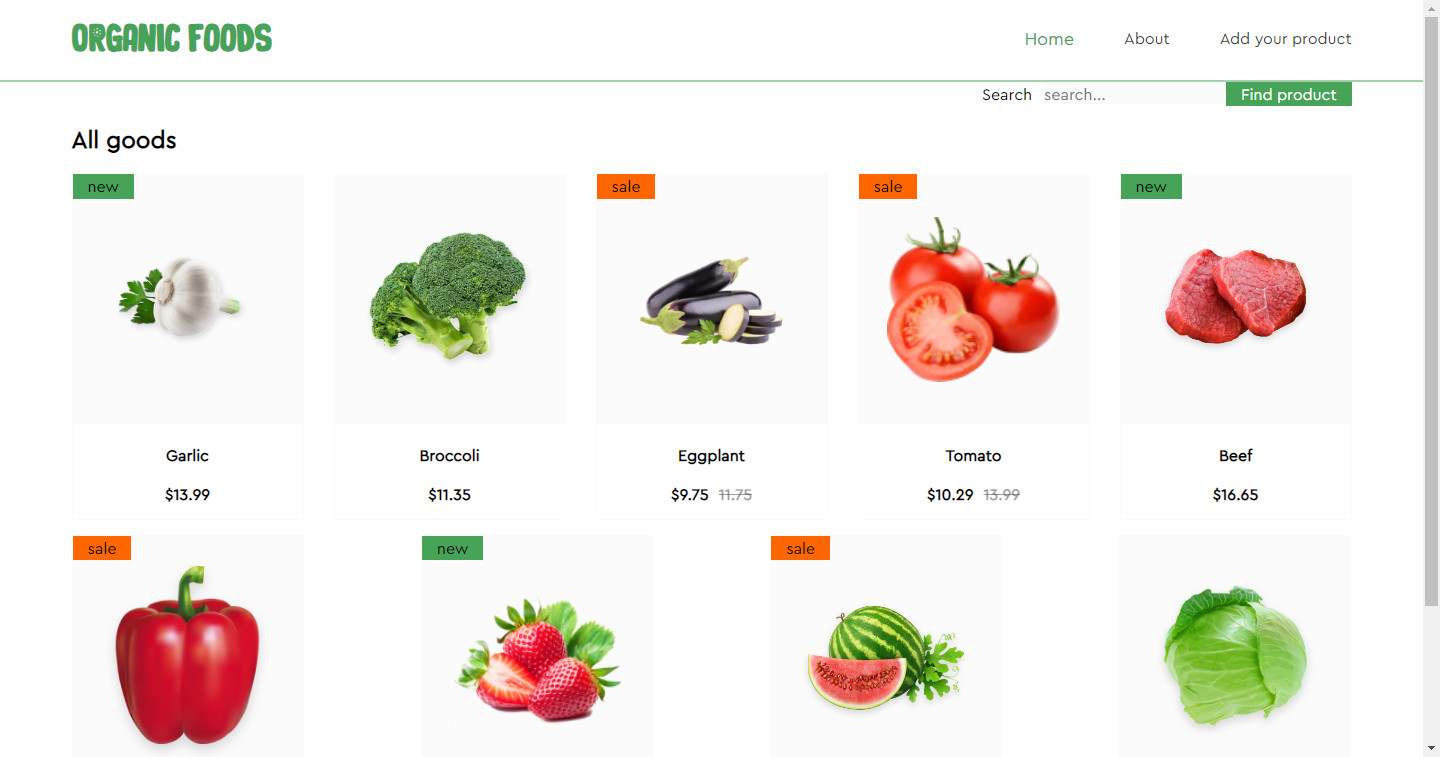 ORGANIC FOODS
Home About Add your product
Search search... Find product
All goods
new sale sale new
Garlic Broccoli Eggplant Tomato Beef
$13.99 $11.35 $9.75 11.75 $10.29 13.99 $16.65
sale new sale